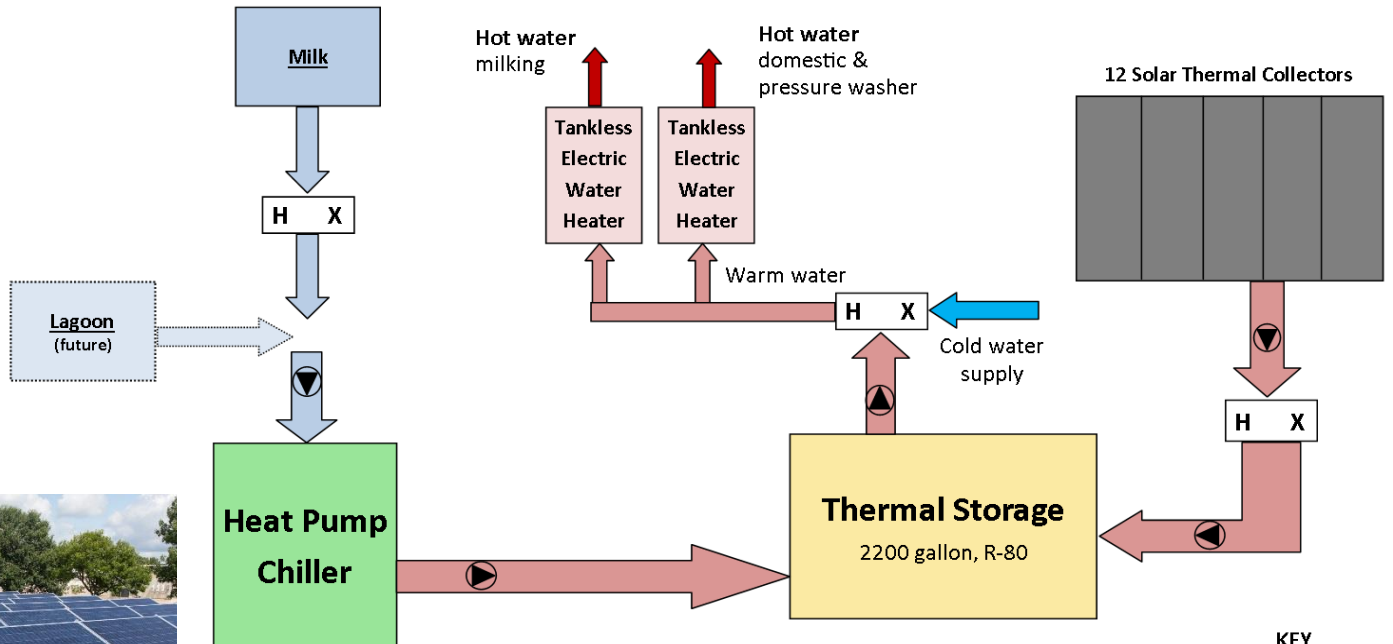 Milk
Hot water
milking
Hot water
domestic &
pressure washer
12 Solar Thermal Collectors
Tankless
Electric
Water
Heater
Tankless
Electric
Water
Heater
H X
Warm water
H X
Cold water
supply
Lagoon
(future)
H X
Heat Pump
Chiller
Thermal Storage
2200 gallon, R-80
KEY